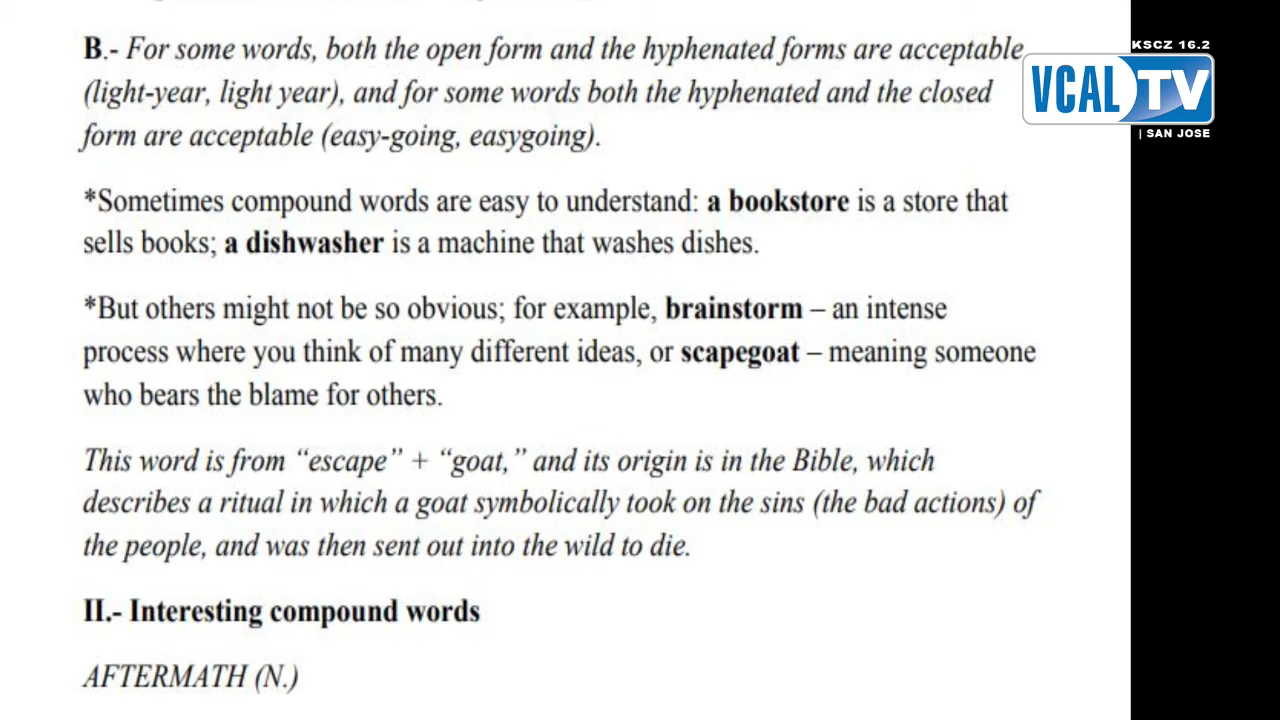 B.- For some words, both the open form and the hyphenated forms are acceptable
(light-year, light year), and for some words both the hyphenated and the closed
form are acceptable (easy-going, easygoing).
*Sometimes compound words are easy to understand: a bookstore is a store that
sells books; a dishwasher is a machine that washes dishes.
*But others might not be so obvious; for example, brainstorm – an intense
process where you think of many different ideas, or scapegoat – meaning someone
who bears the blame for others.
This word is from “escape” + “goat,” and its origin is in the Bible, which
describes a ritual in which a goat symbolically took on the sins (the bad actions) of
the people, and was then sent out into the wild to die.
II.- Interesting compound words
AFTERMATH (N.)
KSCZ 16.2
VCAL TV
| SAN JOSE